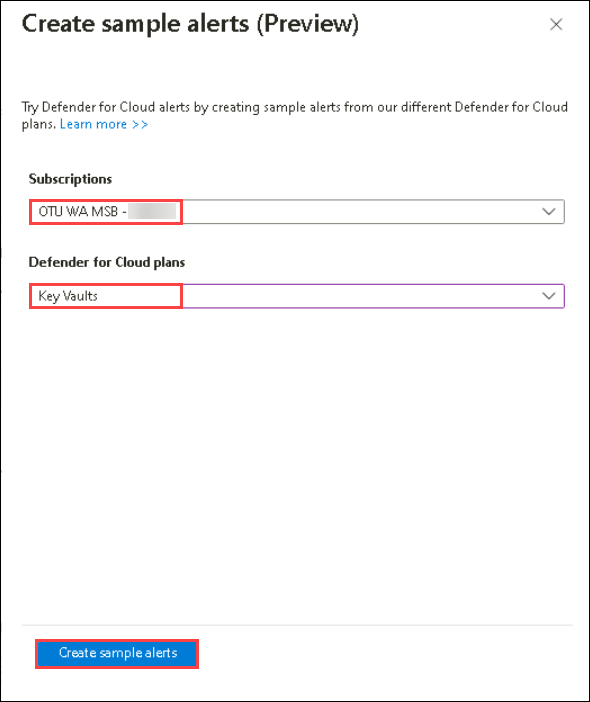 Create sample alerts (Preview)
Try Defender for Cloud alerts by creating sample alerts from our different Defender for Cloud
plans. Learn more >>
Subscriptions
OTU WA MSB -
Defender for Cloud plans
Key Vaults
Create sample alerts